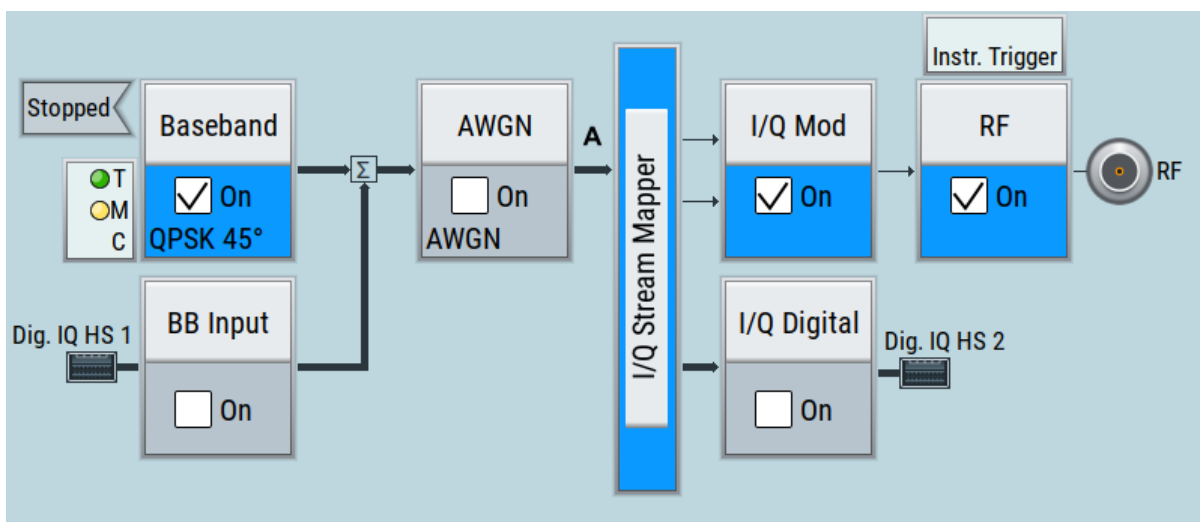 Instr. Trigger
Stopped
Baseband
AWGN
A
I/Q Stream Mapper
I/Q Mod
RF
T
M
C
On
QPSK 45°
Σ
On
AWGN
On
On
RF
Dig. IQ HS 1
BB Input
On
I/Q Digital
On
Dig. IQ HS 2